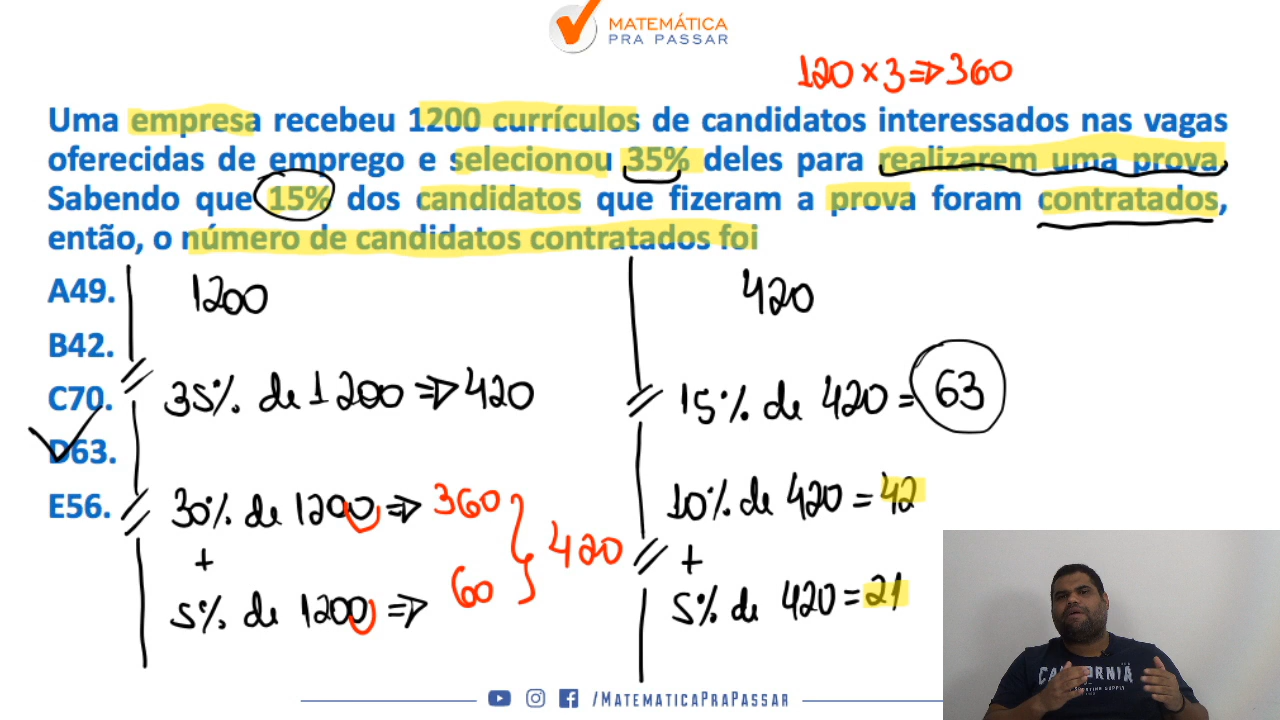 MATEMÁTICA
PRA PASSAR
120 × 3 ⇒ 360
Uma empresa recebeu 1200 currículos de candidatos interessados nas vagas
oferecidas de emprego e selecionou 35% deles para realizarem uma prova.
Sabendo que 15% dos candidatos que fizeram a prova foram contratados,
então, o número de candidatos contratados foi
A49.
B42.
C70.
D63.
E56.
1200
35% de 1200 ⇒ 420
30% de 1200 ⇒ 360
+
5% de 1200 ⇒ 60
420
420
15% de 420 = 63
10% de 420 = 42
+
5% de 420 = 21
CALIFORNIA
SPORTING SUPPLY
/MATEMATICAPRAPASSAR